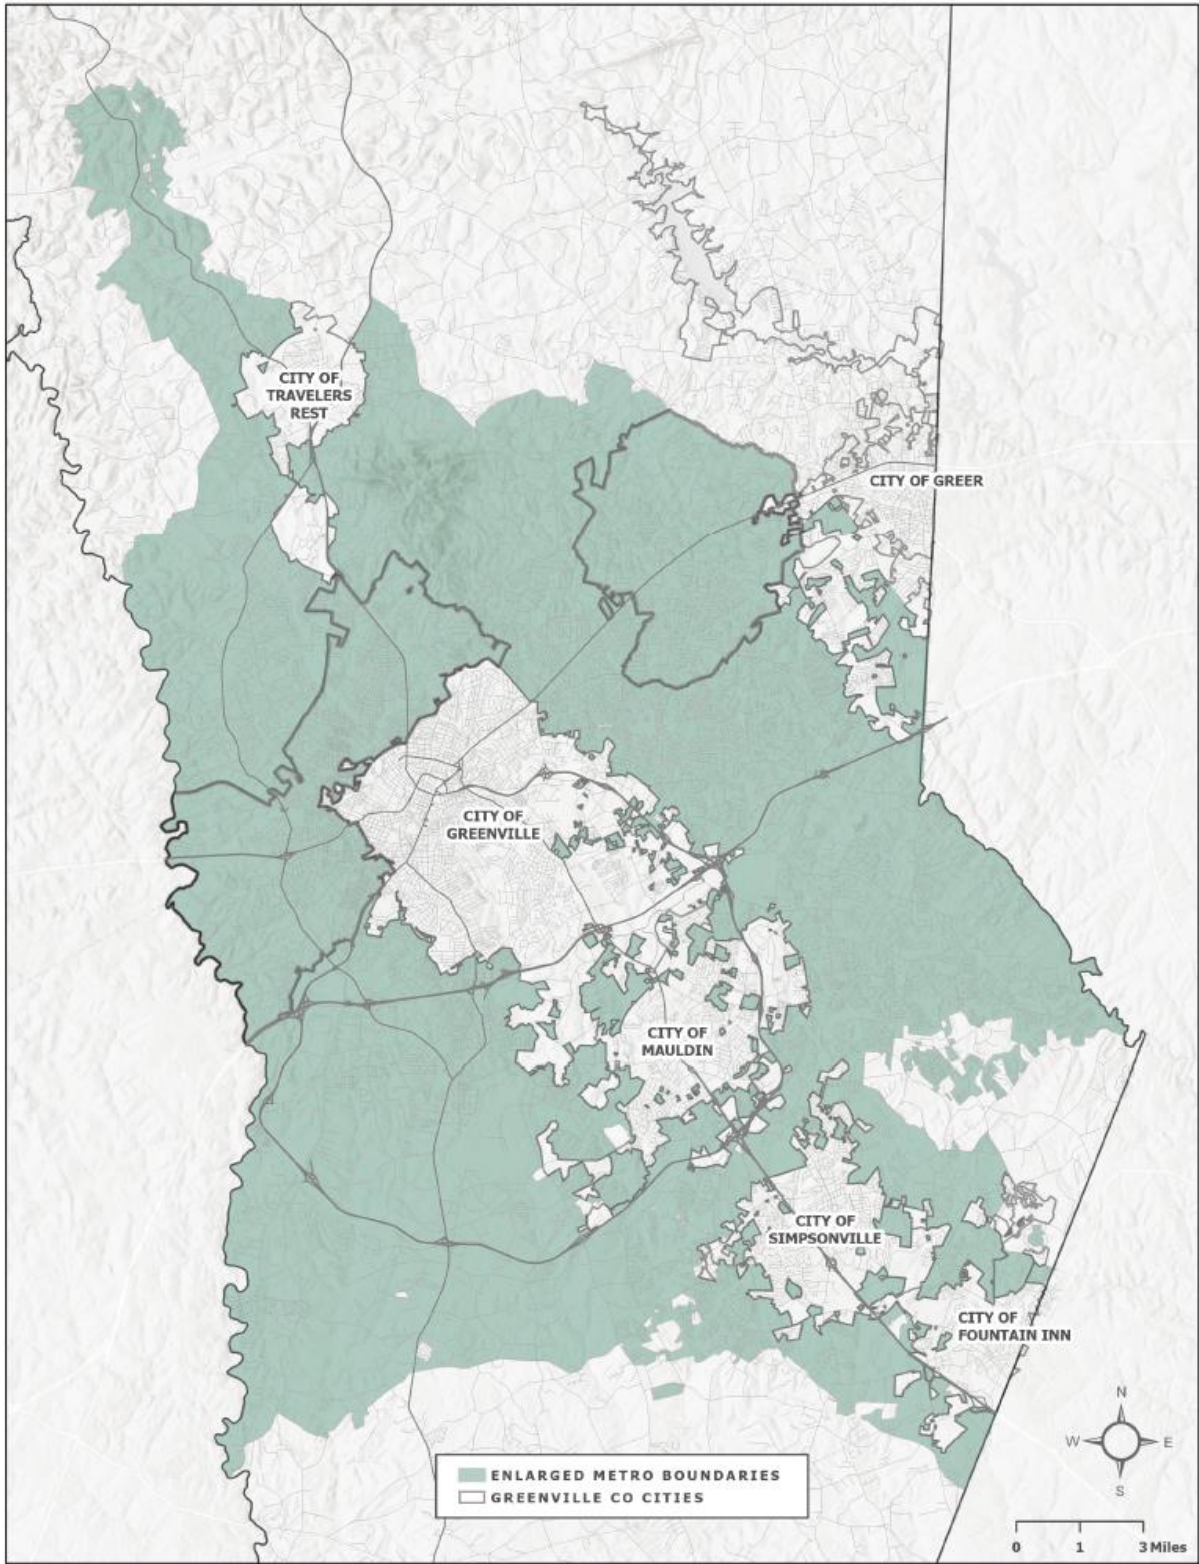 CITY OF
TRAVELERS
REST
CITY OF GREER
CITY OF
GREENVILLE
CITY OF
MAULDIN
CITY OF
SIMPSONVILLE
CITY OF
FOUNTAIN INN
N
W E
S
ENLARGED METRO BOUNDARIES
GREENVILLE CO CITIES
0 1 3 Miles